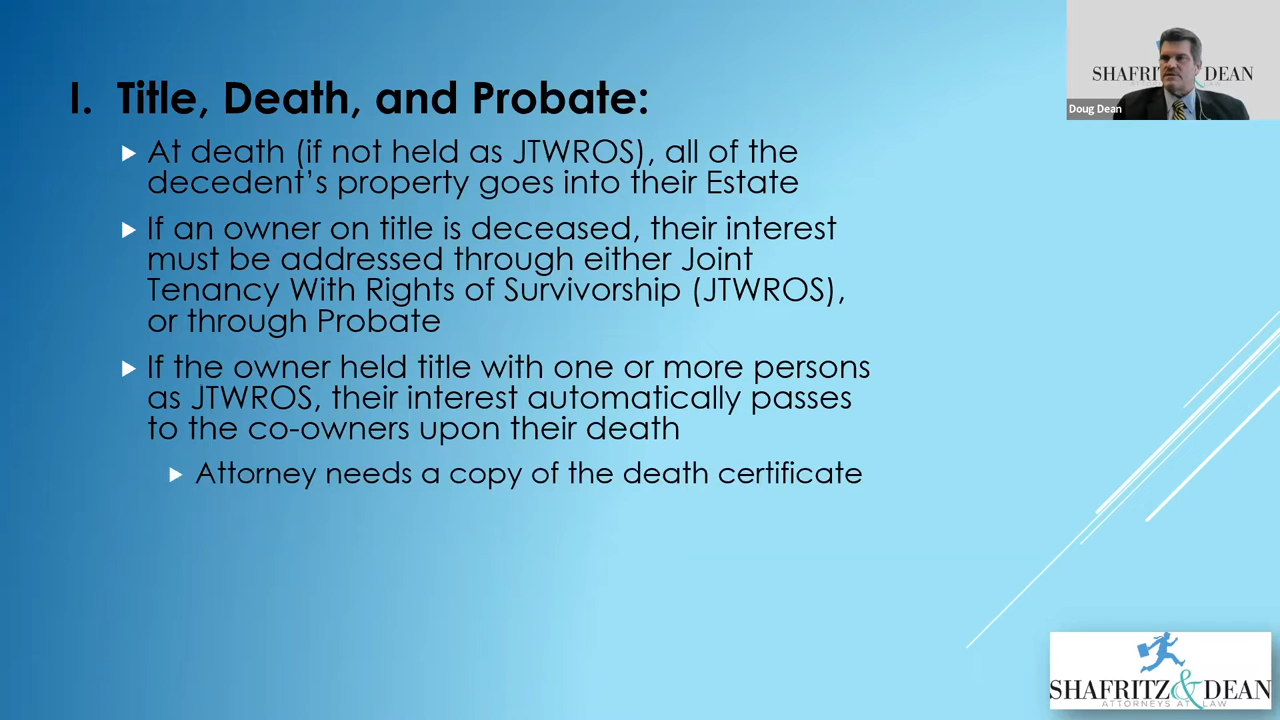 I. Title, Death, and Probate:
At death (if not held as JTWROS), all of the
decedent's property goes into their Estate
If an owner on title is deceased, their interest
must be addressed through either Joint
Tenancy With Rights of Survivorship (JTWROS),
or through Probate
If the owner held title with one or more persons
as JTWROS, their interest automatically passes
to the co-owners upon their death
Attorney needs a copy of the death certificate
SHAFRITZ DEAN
Doug Dean
SHAFRITZ & DEAN
ATTORNEYS AT LAW